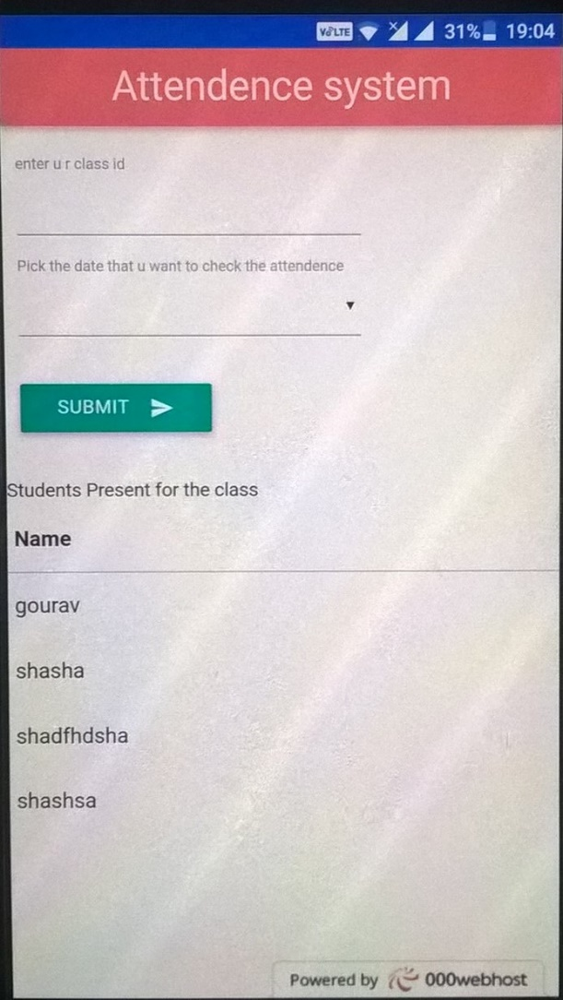 VoLTE 31% 19:04
Attendence system
enter u r class id
Pick the date that u want to check the attendence
SUBMIT
Students Present for the class
Name
gourav
shasha
shadfhdsha
shashsa
Powered by 000webhost